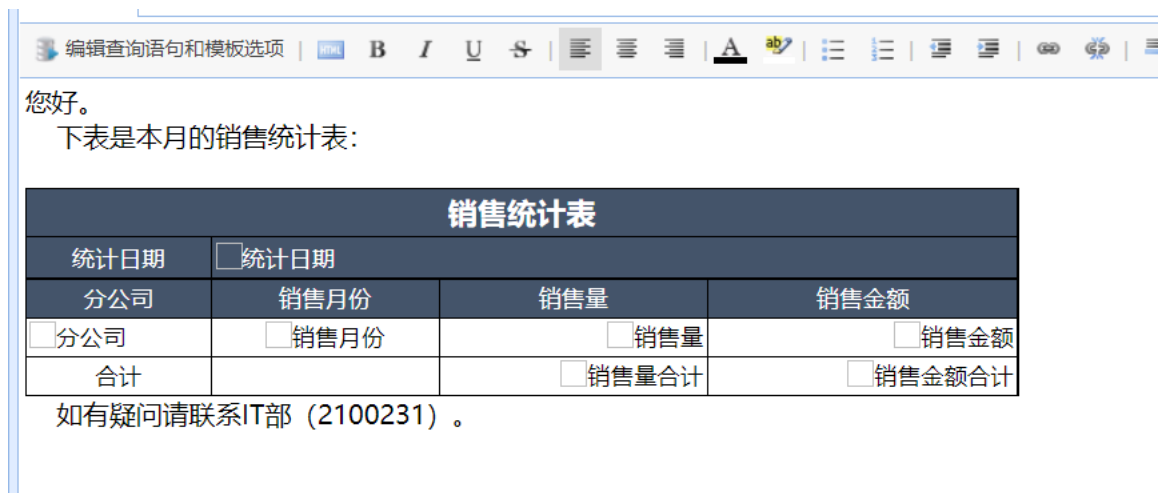 编辑查询语句和模板选项 HTML B I U S A ab
您好。
下表是本月的销售统计表：
销售统计表
统计日期 统计日期
分公司 销售月份 销售量 销售金额
分公司 销售月份 销售量 销售金额
合计 销售量合计 销售金额合计
如有疑问请联系IT部（2100231）。